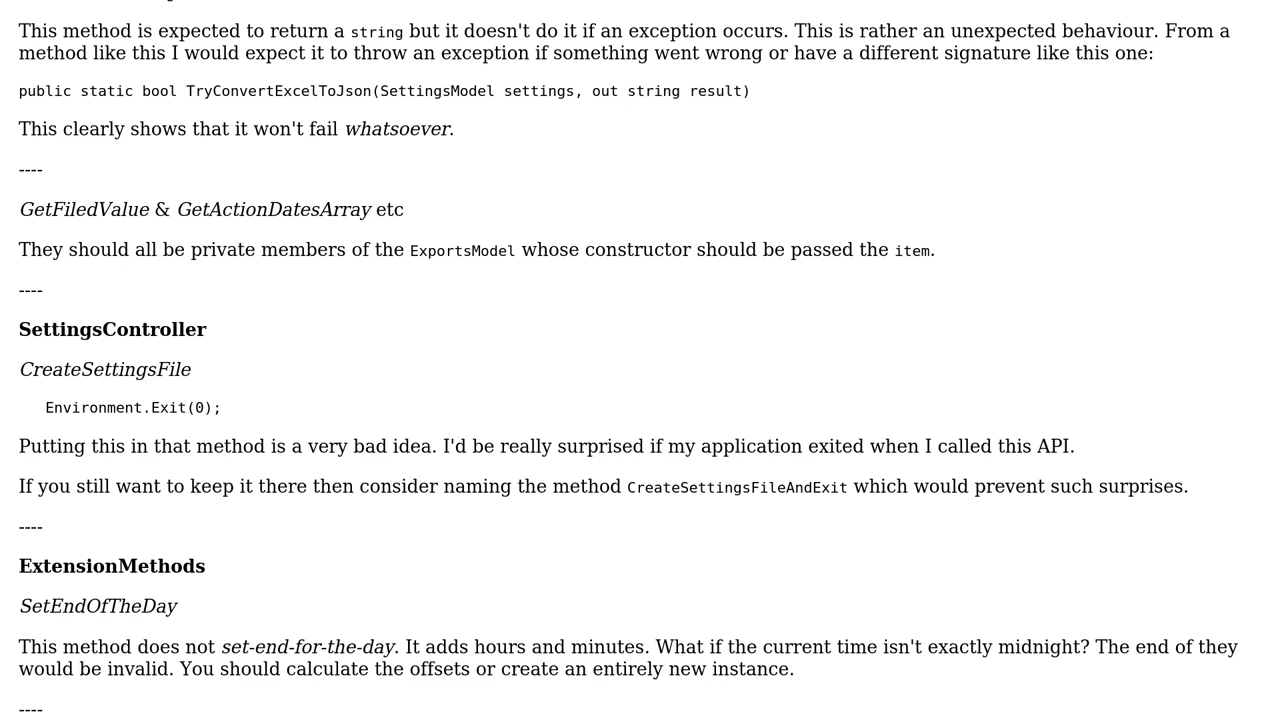 This method is expected to return a string but it doesn't do it if an exception occurs. This is rather an unexpected behaviour. From a
method like this I would expect it to throw an exception if something went wrong or have a different signature like this one:
public static bool TryConvertExcelToJson(SettingsModel settings, out string result)
This clearly shows that it won't fail whatsoever.
----
GetFiledValue & GetActionDatesArray etc
They should all be private members of the ExportsModel whose constructor should be passed the item.
----
SettingsController
CreateSettingsFile
Environment.Exit(0);
Putting this in that method is a very bad idea. I'd be really surprised if my application exited when I called this API.
If you still want to keep it there then consider naming the method CreateSettingsFileAndExit which would prevent such surprises.
----
ExtensionMethods
SetEndOfTheDay
This method does not set-end-for-the-day. It adds hours and minutes. What if the current time isn't exactly midnight? The end of they
would be invalid. You should calculate the offsets or create an entirely new instance.
----